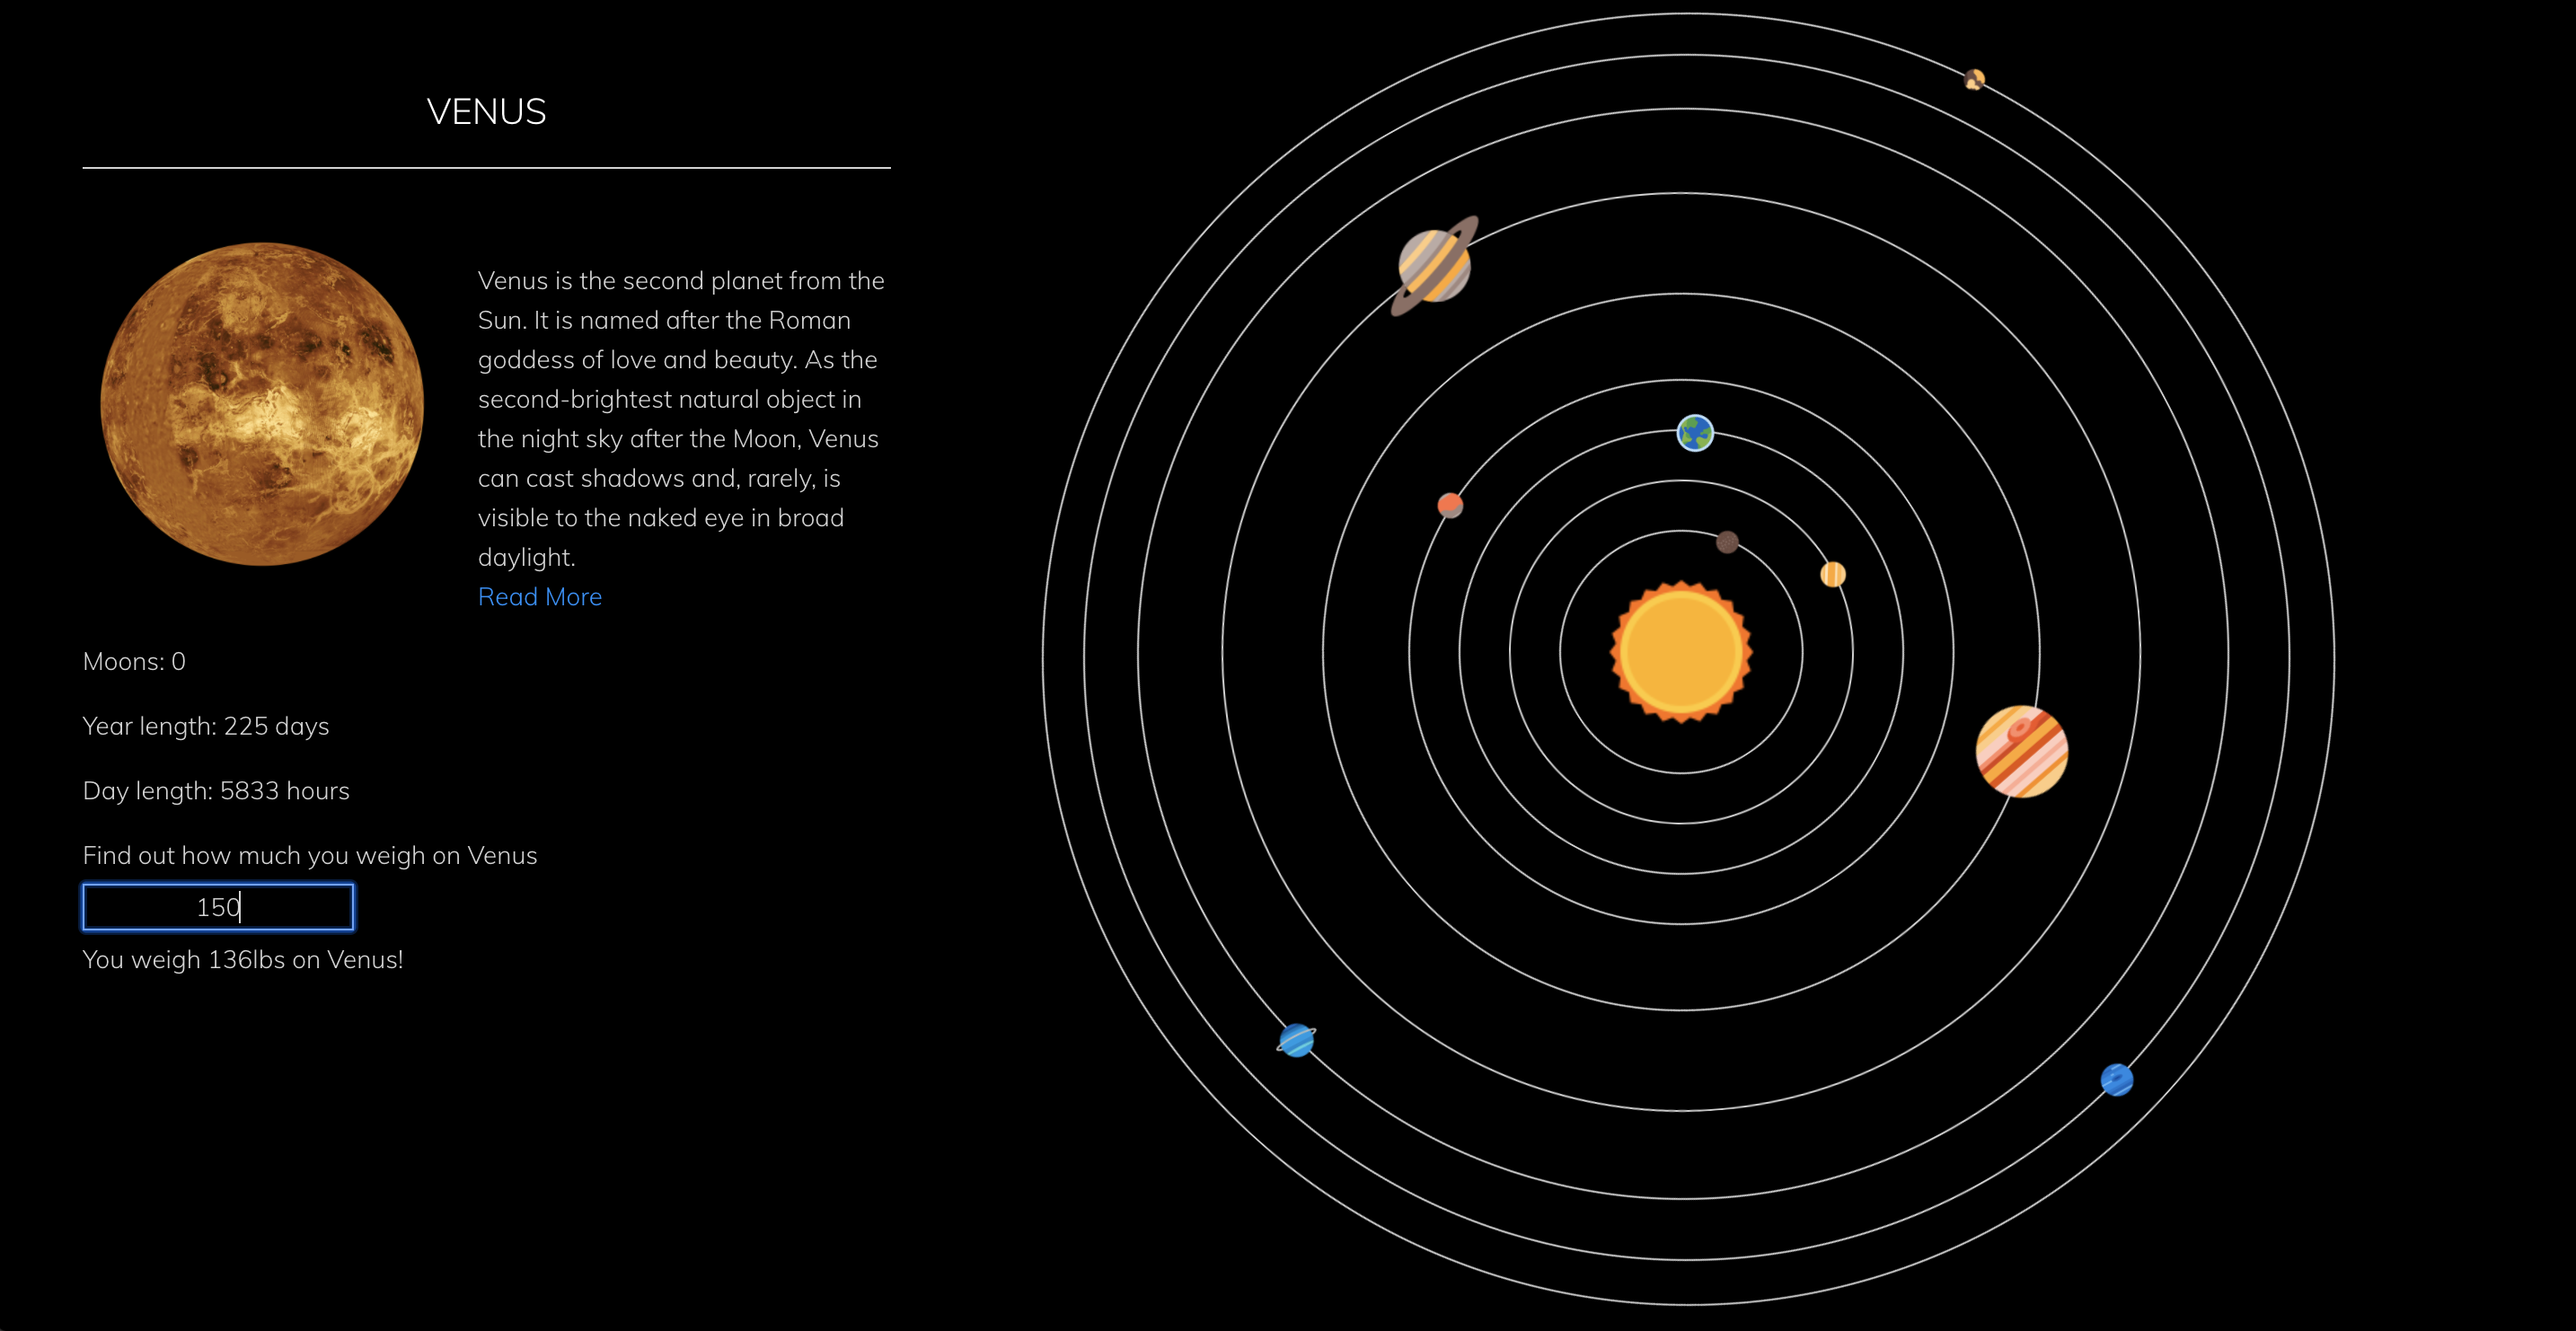 VENUS
Venus is the second planet from the
Sun. It is named after the Roman
goddess of love and beauty. As the
second-brightest natural object in
the night sky after the Moon, Venus
can cast shadows and, rarely, is
visible to the naked eye in broad
daylight.
Read More
Moons: 0
Year length: 225 days
Day length: 5833 hours
Find out how much you weigh on Venus
150
You weigh 136lbs on Venus!